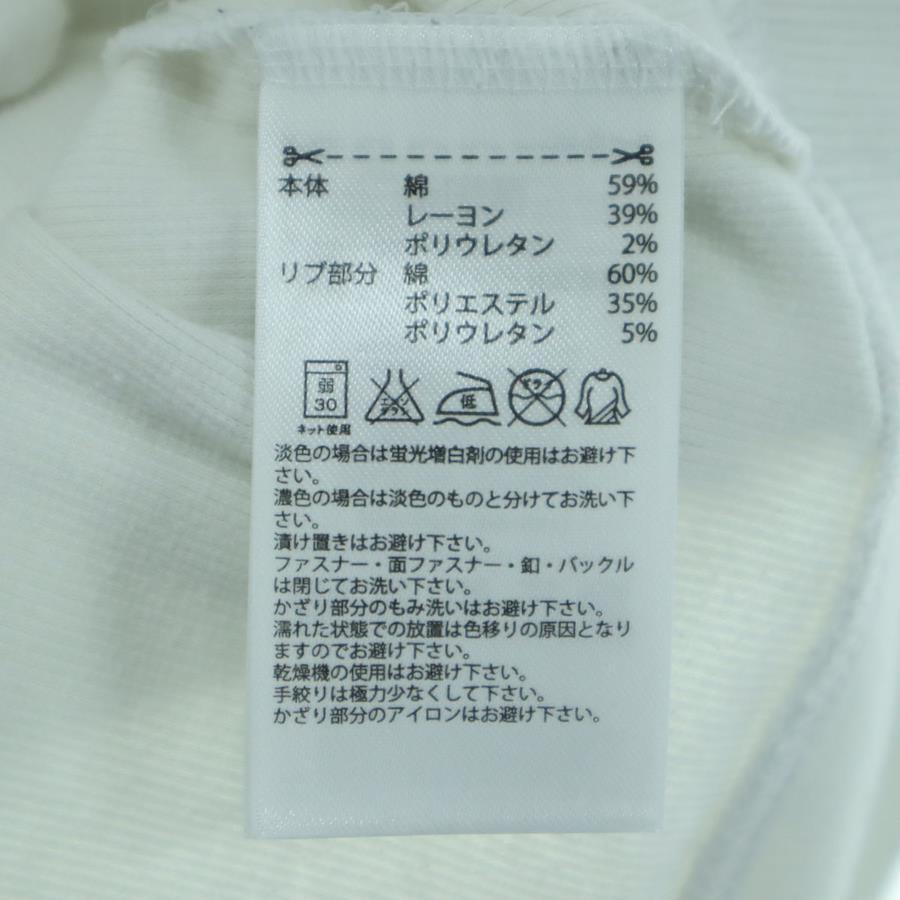 本体 綿 59%
レーヨン 39%
ポリウレタン 2%
リブ部分 綿 60%
ポリエステル 35%
ポリウレタン 5%
弱 30 エンソサラシ 低 ドライ
ネット使用
淡色の場合は蛍光増白剤の使用はお避け下
さい。
濃色の場合は淡色のものと分けてお洗い下
さい。
漬け置きはお避け下さい。
ファスナー・面ファスナー・釦・バックル
は閉じてお洗い下さい。
かざり部分のもみ洗いはお避け下さい。
濡れた状態での放置は色移りの原因となり
ますのでお避け下さい。
乾燥機の使用はお避け下さい。
手絞りは極力少なくして下さい。
かざり部分のアイロンはお避け下さい。